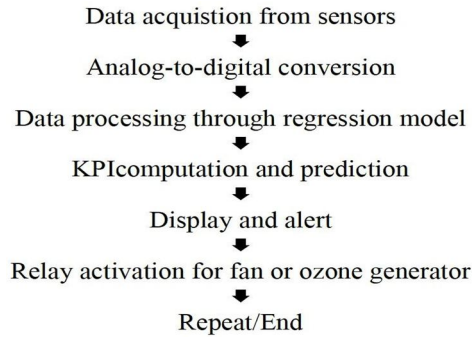 Data acquistion from sensors
Analog-to-digital conversion
Data processing through regression model
KPIcomputation and prediction
Display and alert
Relay activation for fan or ozone generator
Repeat/End